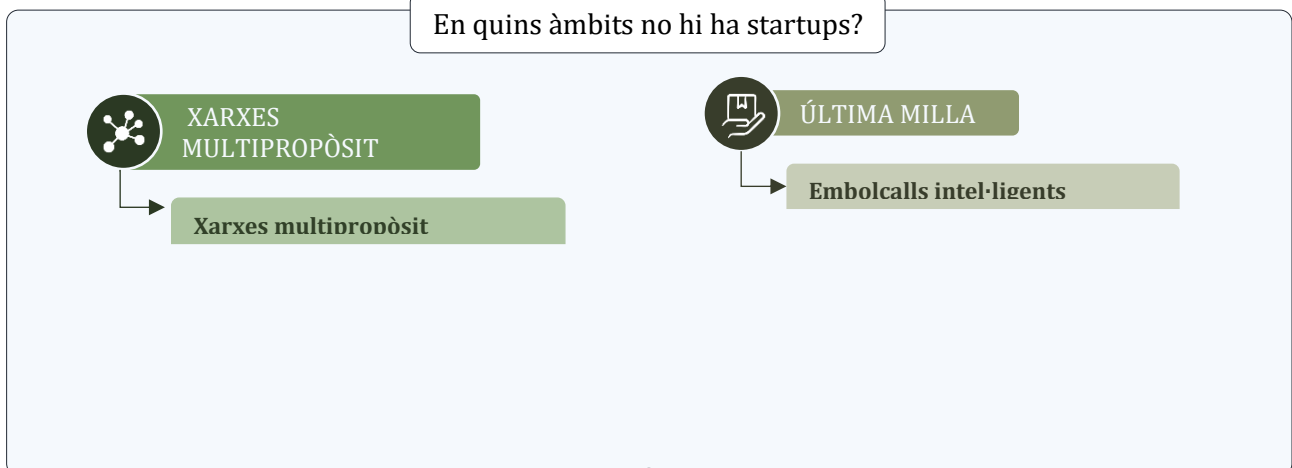 En quins àmbits no hi ha startups?
XARXES
MULTIPROPÒSIT
Xarxes multipropòsit
ÚLTIMA MILLA
Embolcalls intel·ligents